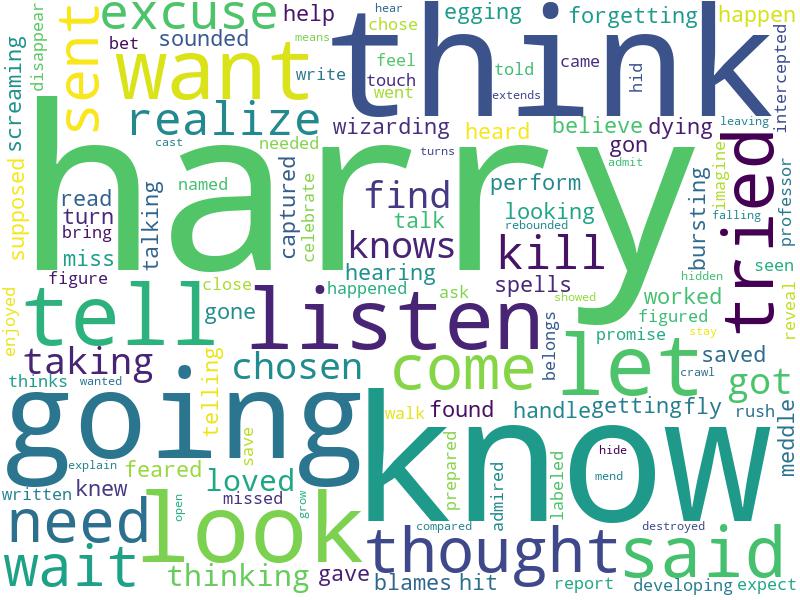 excuse
help
hear
chose
egging
forgetting
happen
disappear
sent
bet
sounded
means
think
want
write
feel
touch
went
told
came
extends
hid
intercepted
screaming
realize
wizarding
heard
believe
dying
leaving
cast
needed
turns
gon
admit
harry
supposed
read
turn
bring
miss
figure
talking
named
captured
celebrate
find
talk
knows
hearing
perform
looking
rebounded
kill
spells
bursting
imagine
falling
tried
professor
hidden
seen
reveal
enjoyed
tell
close
gone
happened
ask
listen
showed
worked
figured
promise
stay
belongs
let
saved
crawl
got
taking
thinks
wanted
telling
chosen
come
going
save
walk
found
handle
getting
fly
rush
meddle
know
hide
mend
explain
feared
loved
written
knew
missed
open
grow
look
prepared
admired
labeled
need
wait
thinking
gave
thought
compared
destroyed
said
blames
hit
report
developing
expect